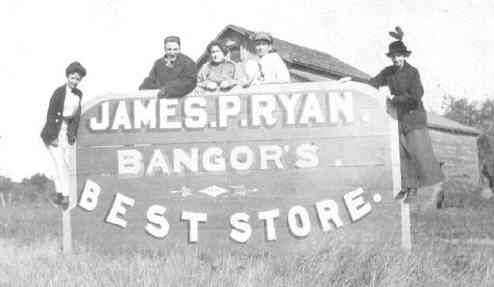 JAMES.P.RYAN.
BANGOR'S.
BEST STORE.